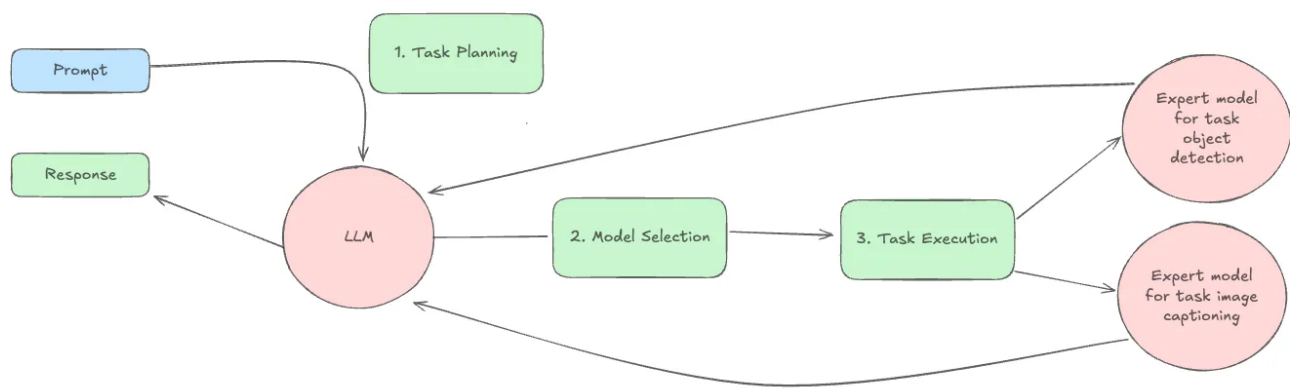 1. Task Planning
Prompt
Response
LLM
2. Model Selection
3. Task Execution
Expert model
for task
object
detection
Expert model
for task image
captioning